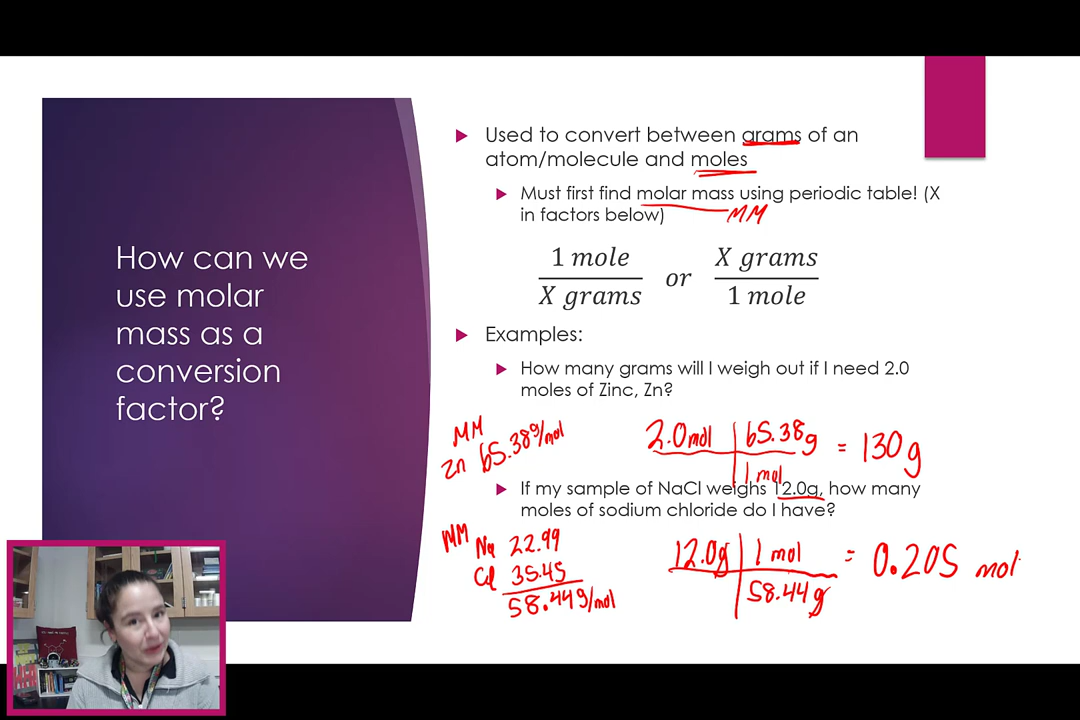 How can we
use molar
mass as a
conversion
factor?
Used to convert between grams of an
atom/molecule and moles
Must first find molar mass using periodic table! (X
in factors below)
MM
1 mole
X grams
or
X grams
1 mole
Examples:
How many grams will I weigh out if I need 2.0
moles of Zinc, Zn?
MM
Zn 65.38g/mol
2.0mol 65.38g = 130g
1 mol
If my sample of NaCl weighs 12.0g, how many
moles of sodium chloride do I have?
MM Na 22.99
Cl 35.45
58.44g/mol
12.0g 1 mol = 0.205 mol
58.44g